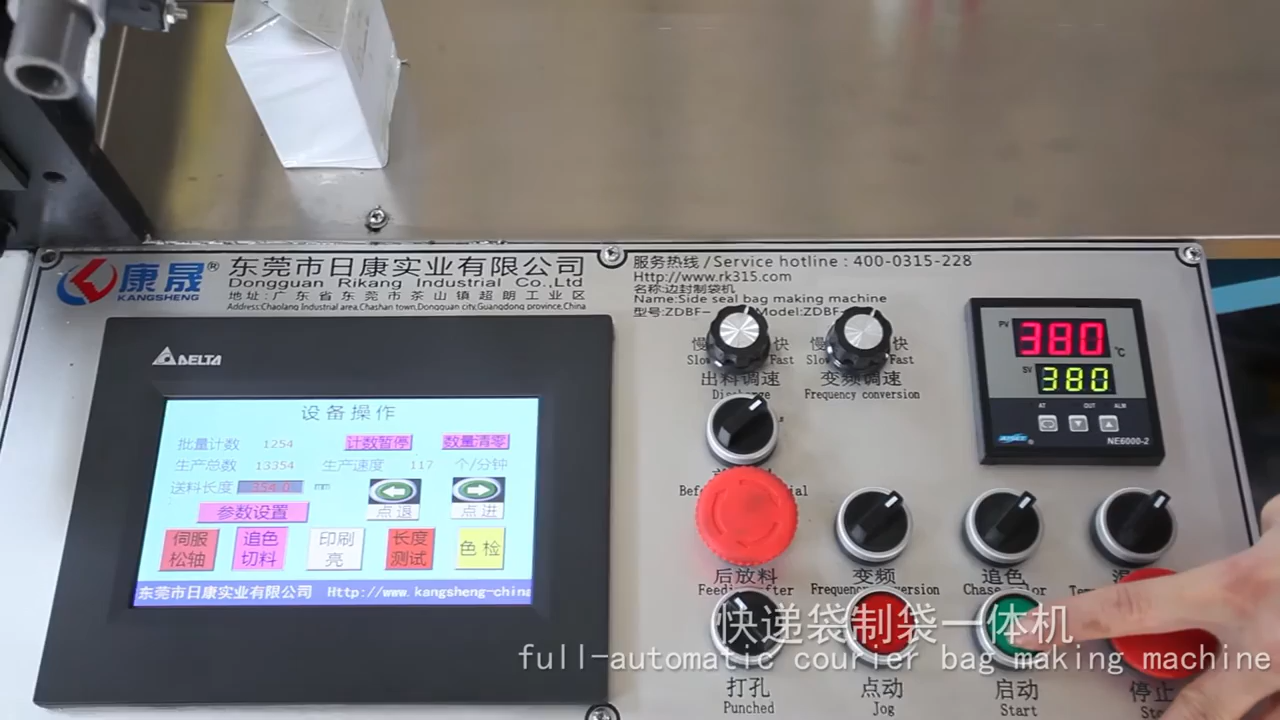 康晟®
KANGSHENG
东莞市日康实业有限公司
Dongguan Rikang Industrial Co.,Ltd
地址:广东省东莞市茶山镇超朗工业区
Address:Chaolang Industrial area,Chashan town,Dongguan city,Guangdong province,China
服务热线/Service hotline:400-0315-228
Http://www.rk315.com
名称:边封制袋机
Name:Side seal bag making machine
型号:ZDBF- Model:ZDBF-
DELTA
设备操作
批量计数 1254 计数暂停 数量清零
生产总数 13354 生产速度 117 个/分钟
送料长度 354.0 mm
点退 点进
参数设置
伺服松轴 追色切料 印刷亮 长度测试 色检
东莞市日康实业有限公司 Http://www.kangsheng-china
慢 快 慢 快
Slow Fast Slow Fast
出料调速 变频调速
Discharge Frequency conversion
PV 380 ℃
SV 380
AT OUT ALM
NE6000-2
后放料 变频 追色
Feeding after Frequency conversion Chase color
快递袋制袋一体机
full-automatic courier bag making machine
打孔 点动 启动 停止
Punched Jog Start